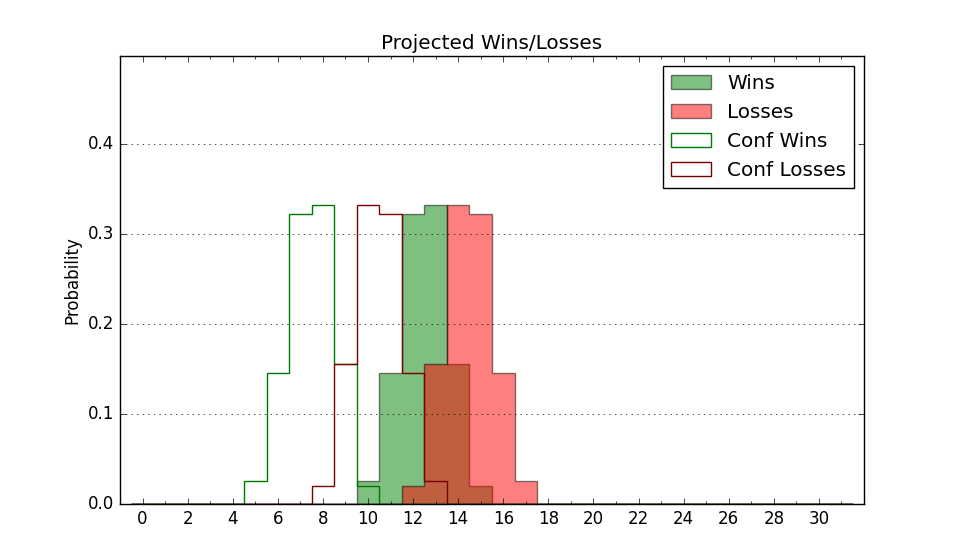 Projected Wins/Losses
Wins
Losses
Conf Wins
Conf Losses
Probability
0.4
0.3
0.2
0.1
0.0
0 2 4 6 8 10 12 14 16 18 20 22 24 26 28 30